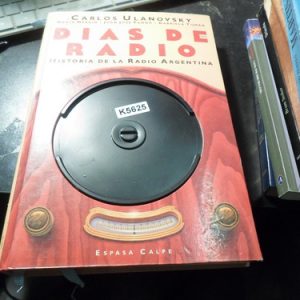 CARLOS ULANOVSKY
DIAS DE
RADIO
HISTORIA DE LA RADIO ARGENTINA
K5625
ESPASA CALPE